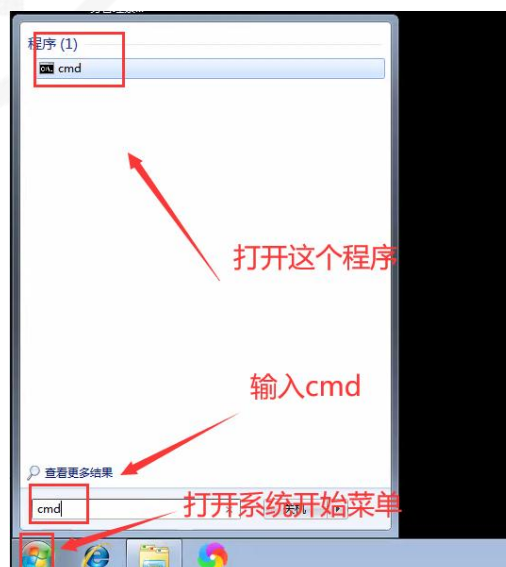 程序 (1)
cmd
打开这个程序
输入cmd
查看更多结果
cmd
打开系统开始菜单